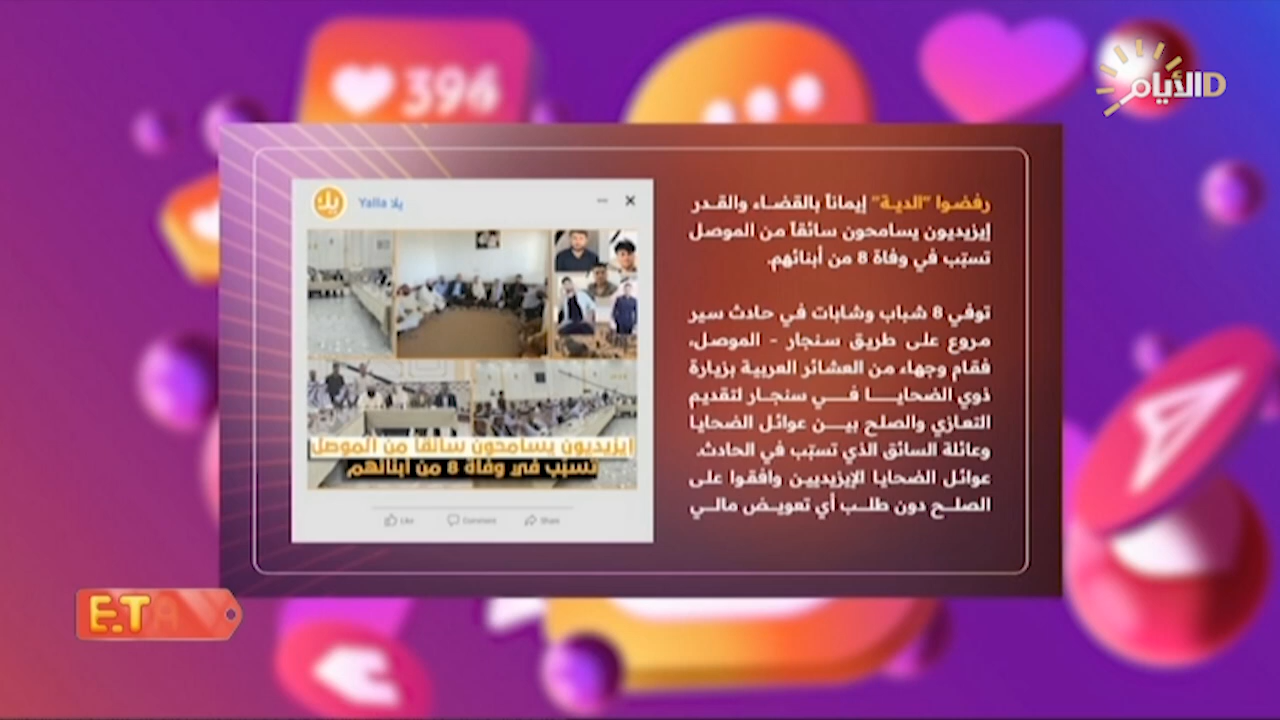 396
الأيام
رفضوا "الدية" إيماناً بالقضاء والقدر
إيزيديون يسامحون سائقاً من الموصل
تسبّب في وفاة 8 من أبنائهم.
توفي 8 شباب وشابات في حادث سير
مروع على طريق سنجار - الموصل،
فقام وجهاء من العشائر العربية بزيارة
ذوي الضحايا في سنجار لتقديم
التعازي والصلح بين عوائل الضحايا
وعائلة السائق الذي تسبّب في الحادث.
عوائل الضحايا الإيزيديين وافقوا على
الصلح دون طلب أي تعويض مالي
يلا
Yalla يلا
إيزيديون يسامحون سائقاً من الموصل
تسبّب في وفاة 8 من أبنائهم
Like Comment Share
E.T